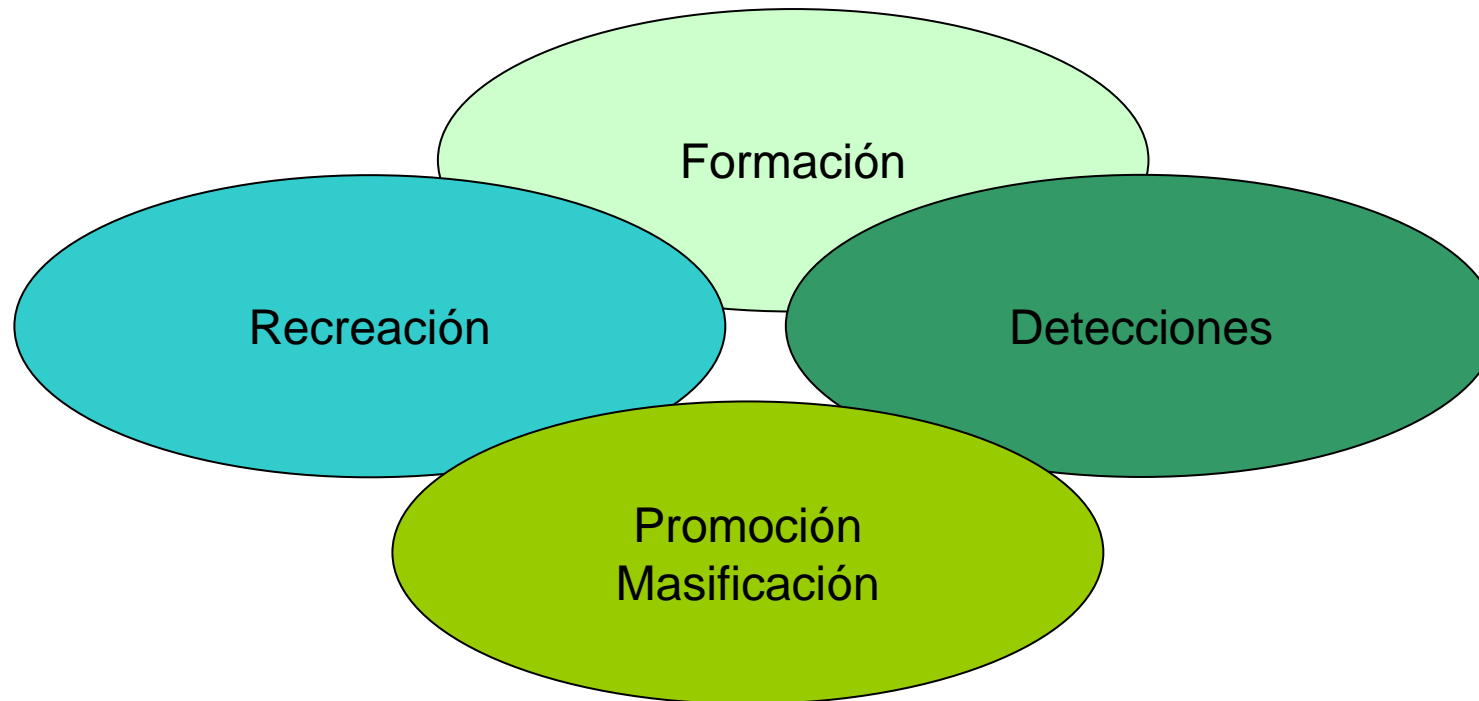 Formación
Recreación
Detecciones
Promoción
Masificación